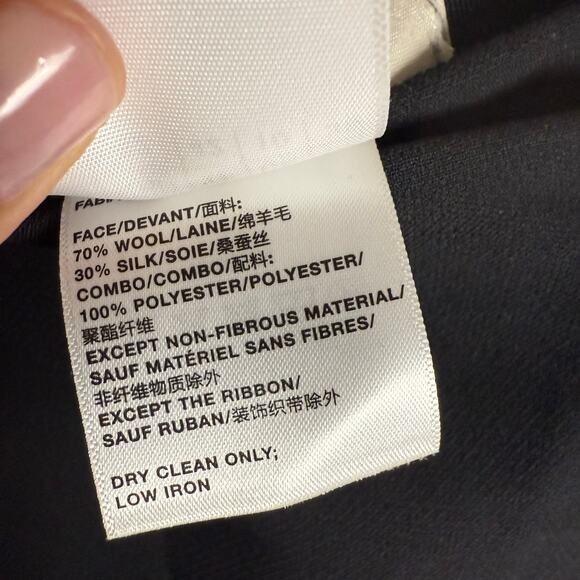 FACE/DEVANT/面料:
70% WOOL/LAINE/绵羊毛
30% SILK/SOIE/桑蚕丝
COMBO/COMBO/配料:
100% POLYESTER/POLYESTER/
聚酯纤维
EXCEPT NON-FIBROUS MATERIAL/
SAUF MATÉRIEL SANS FIBRES/
非纤维物质除外
EXCEPT THE RIBBON/
SAUF RUBAN/装饰织带除外
DRY CLEAN ONLY;
LOW IRON